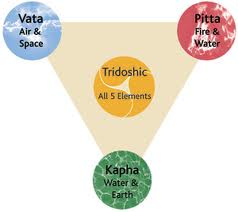 Vata
Air &
Space
Pitta
Fire &
Water
Tridoshic
All 5 Elements
Kapha
Water &
Earth